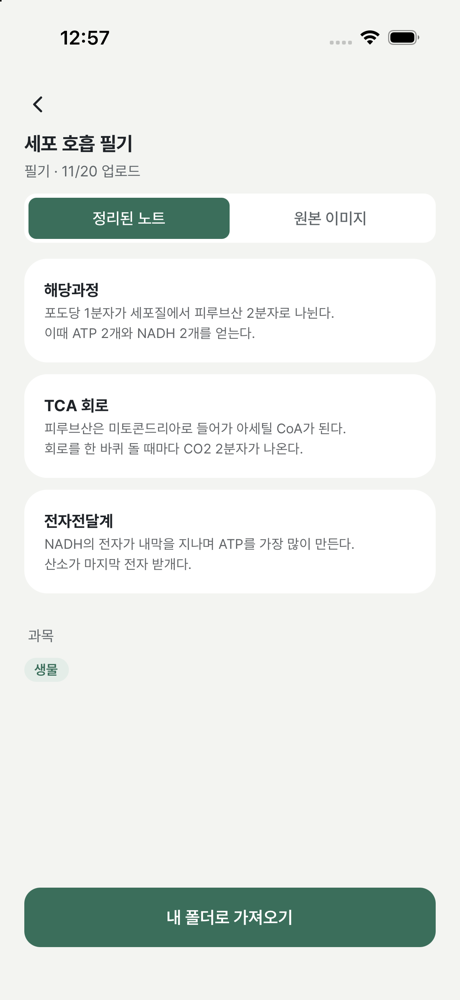 12:57
세포 호흡 필기
필기 · 11/20 업로드
정리된 노트
원본 이미지
해당과정
포도당 1분자가 세포질에서 피루브산 2분자로 나뉜다.
이때 ATP 2개와 NADH 2개를 얻는다.
TCA 회로
피루브산은 미토콘드리아로 들어가 아세틸 CoA가 된다.
회로를 한 바퀴 돌 때마다 CO2 2분자가 나온다.
전자전달계
NADH의 전자가 내막을 지나며 ATP를 가장 많이 만든다.
산소가 마지막 전자 받개다.
과목
생물
내 폴더로 가져오기